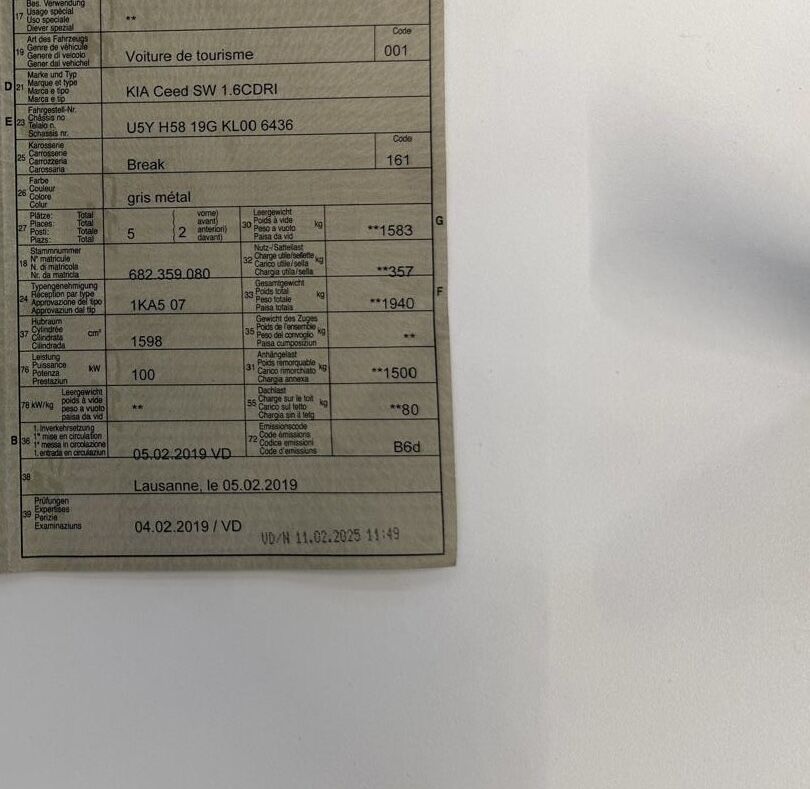 Bes. Verwendung
17 Usage spécial
Uso speciale **
Diever spezial
Art des Fahrzeugs Code
19 Genre de véhicule
Genere di veicolo Voiture de tourisme 001
Gener dal vehichel
Marke und Typ
D 21 Marque et type
Marca e tipo KIA Ceed SW 1.6CDRI
Marca e tip
Fahrgestell-Nr.
E 23 Châssis no
Telaio n. U5Y H58 19G KL00 6436
Schassis nr.
Karosserie Code
25 Carrosserie
Carrozzeria Break 161
Carossaria
Farbe
26 Couleur
Colore gris métal
Colur
Plätze: Total vorne) Leergewicht G
27 Places: Total avant) 30 Poids à vide kg
Posti: Totale 5 2 anteriori) Peso a vuoto **1583
Plazs: Total davant) Paisa da vid
Stammnummer Nutz-/Sattellast
18 N° matricule 32 Charge utile/sellette kg
N. di matricola Carico utile/sella
Nr. da matricla 682 359 080 Chargia utila/sella **357
Typengenehmigung Gesamtgewicht F
24 Réception par type 33 Poids total kg
Approvazione del tipo 1KA5 07 Peso totale **1940
Approvaziun dal tip Paisa totala
Hubraum Gewicht des Zuges
37 Cylindrée cm³ 35 Poids de l'ensemble kg
Cilindrata 1598 Peso del convoglio **
Cilindrada Paisa cumposiziun
Leistung Anhängelast
76 Puissance kW 31 Poids remorquable kg
Potenza 100 Carico rimorchiato **1500
Prestaziun Chargia annexa
Leergewicht Dachlast
78 kW/kg poids à vide 55 Charge sur le toit kg
peso a vuoto ** Carico sul tetto **80
paisa da vid Chargia sin il tetg
1. Inverkehrsetzung Emissionscode
B 36 1re mise en circulation 72 Code émissions
1a messa in circolazione Codice emissioni B6d
1. entrada en circulaziun 05.02.2019 VD Code d'emissiuns
38 Lausanne, le 05.02.2019
Prüfungen
39 Expertises
Perizie 04.02.2019 / VD
Examinaziuns VD/N 11.02.2025 11:49